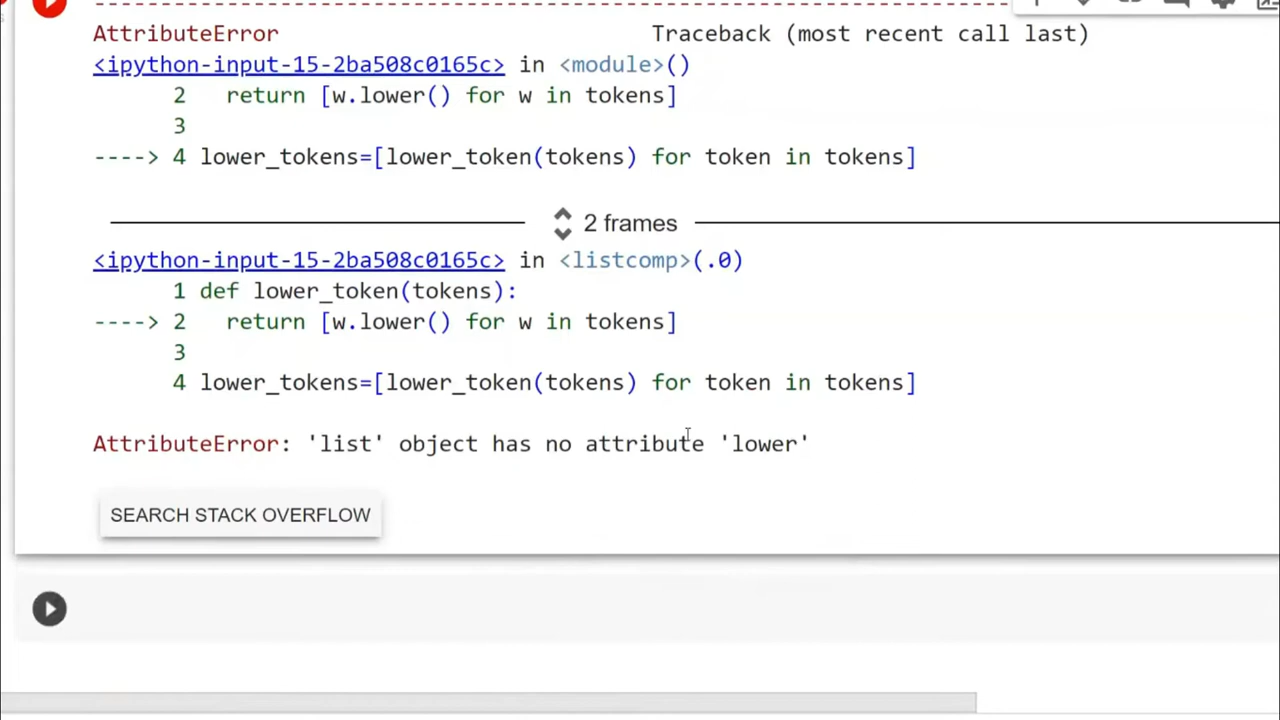 AttributeError Traceback (most recent call last)
<ipython-input-15-2ba508c0165c> in <module>()
2 return [w.lower() for w in tokens]
3
----> 4 lower_tokens=[lower_token(tokens) for token in tokens]
2 frames
<ipython-input-15-2ba508c0165c> in <listcomp>(.0)
1 def lower_token(tokens):
----> 2 return [w.lower() for w in tokens]
3
4 lower_tokens=[lower_token(tokens) for token in tokens]
AttributeError: 'list' object has no attribute 'lower'
SEARCH STACK OVERFLOW